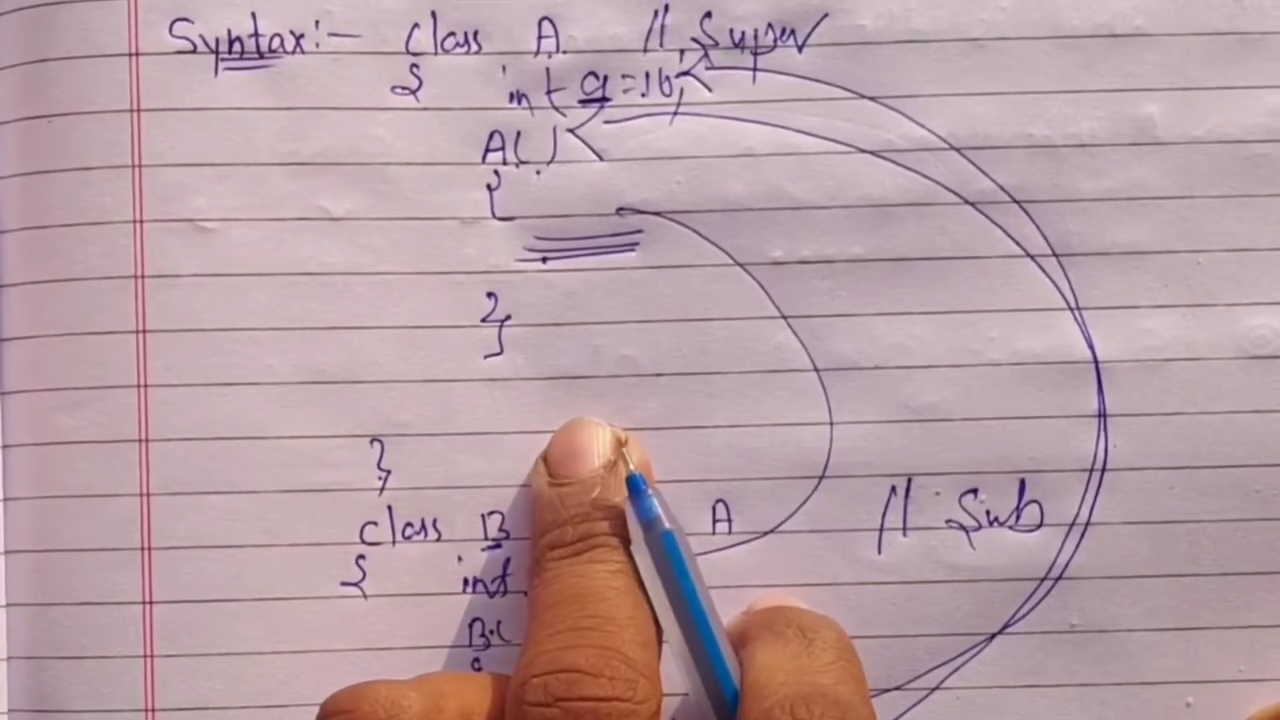 Syntax:- class A. // Super
{ int a=10;
A()
{
}
}
class B A // Sub
{ int
B(